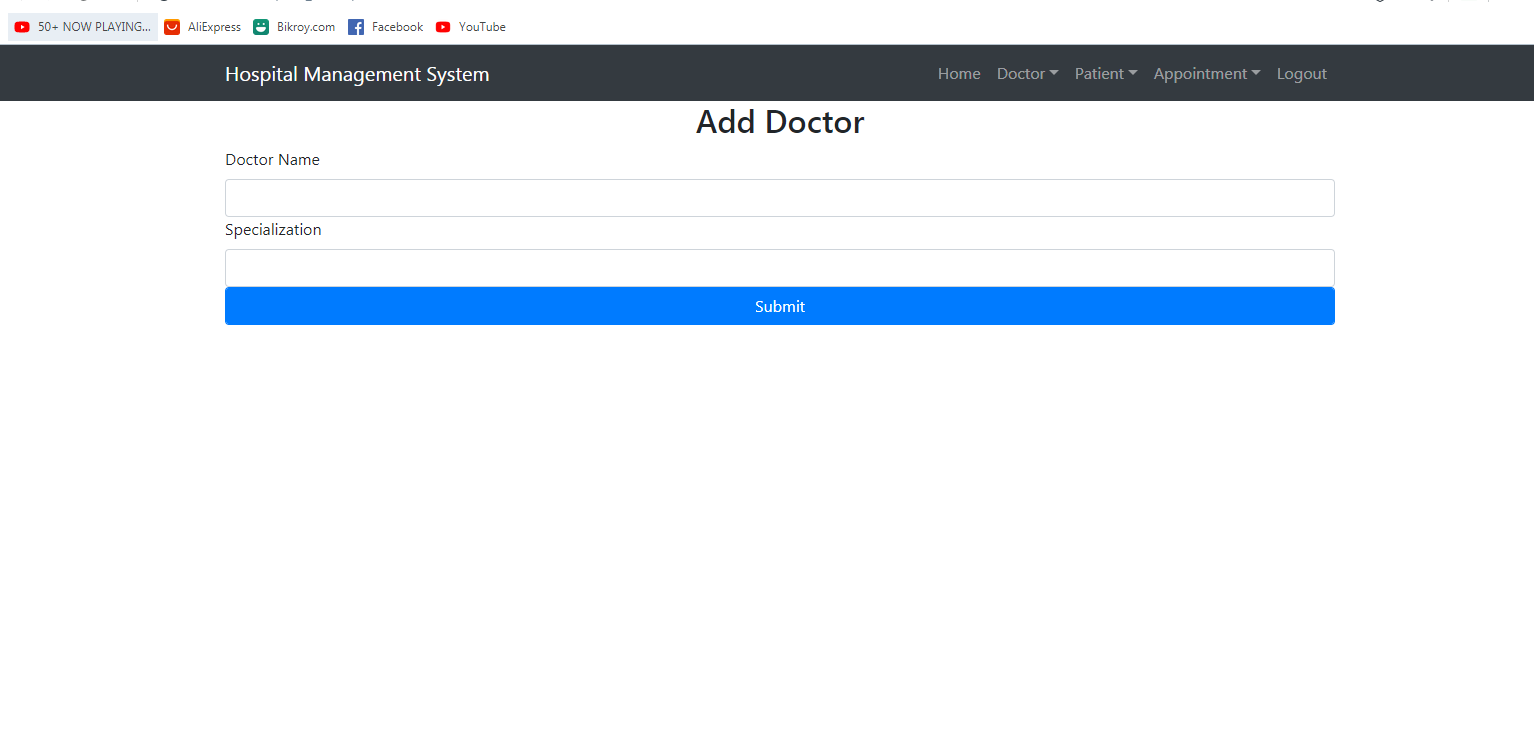 50+ NOW PLAYING... AliExpress Bikroy.com Facebook YouTube
Hospital Management System Home Doctor Patient Appointment Logout
Add Doctor
Doctor Name
Specialization
Submit